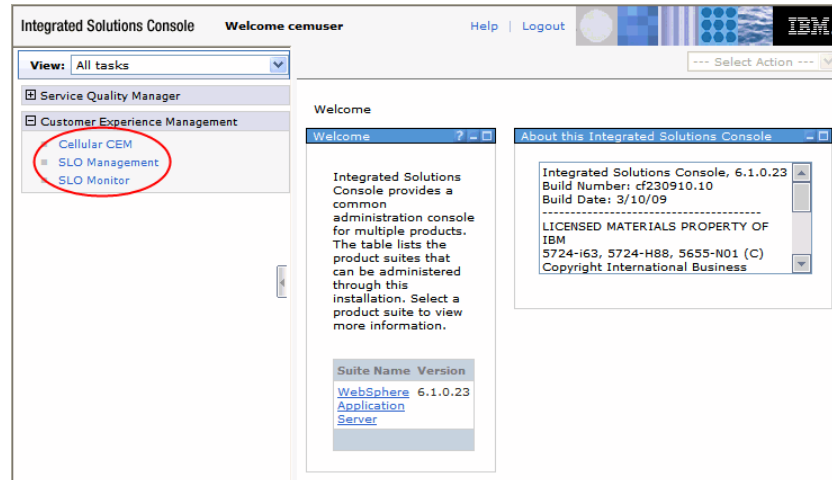 Integrated Solutions Console Welcome cemuser Help | Logout IBM.
View: All tasks
--- Select Action ---
Service Quality Manager
Customer Experience Management
Cellular CEM
SLO Management
SLO Monitor
Welcome
Welcome ? 
Integrated Solutions
Console provides a
common
administration console
for multiple products.
The table lists the
product suites that
can be administered
through this
installation. Select a
product suite to view
more information.
Suite Name Version
WebSphere 6.1.0.23
Application
Server
About this Integrated Solutions Console
Integrated Solutions Console, 6.1.0.23
Build Number: cf230910.10
Build Date: 3/10/09
----------------------------------------
LICENSED MATERIALS PROPERTY OF
IBM
5724-i63, 5724-H88, 5655-N01 (C)
Copyright International Business